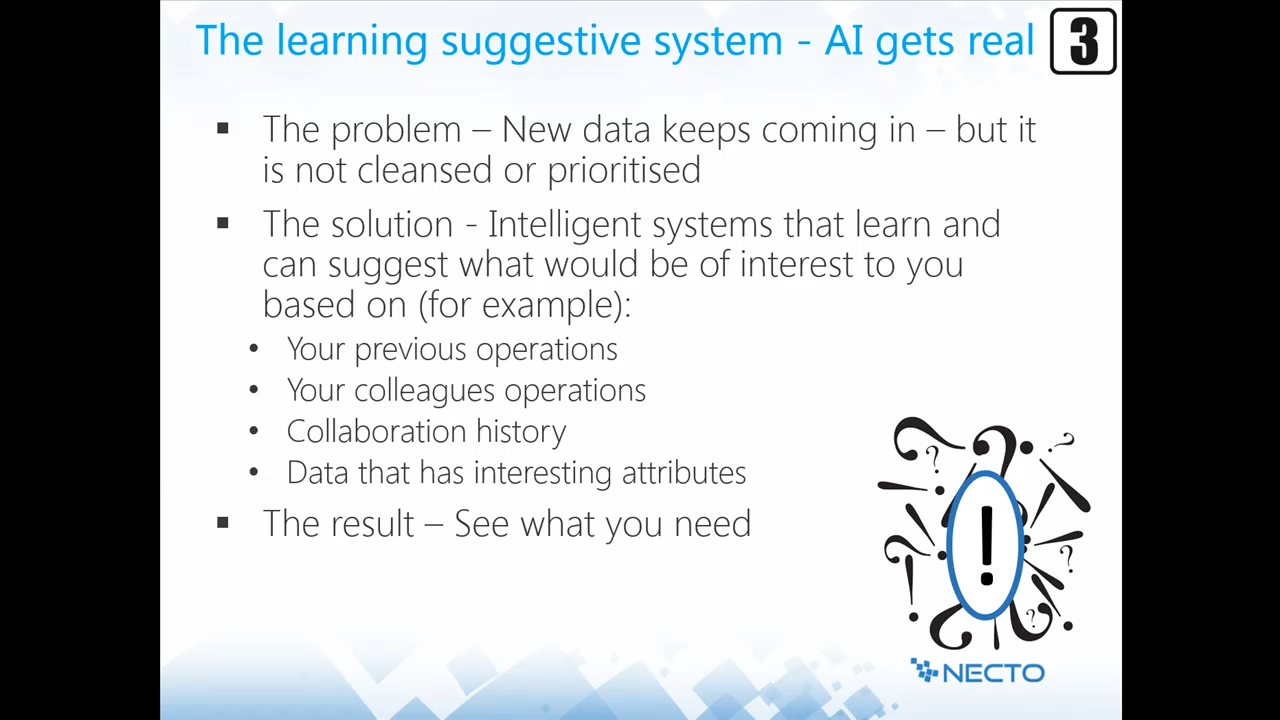 The learning suggestive system - AI gets real 3
▪ The problem – New data keeps coming in – but it
is not cleansed or prioritised
▪ The solution - Intelligent systems that learn and
can suggest what would be of interest to you
based on (for example):
• Your previous operations
• Your colleagues operations
• Collaboration history
• Data that has interesting attributes
▪ The result – See what you need
!
NECTO